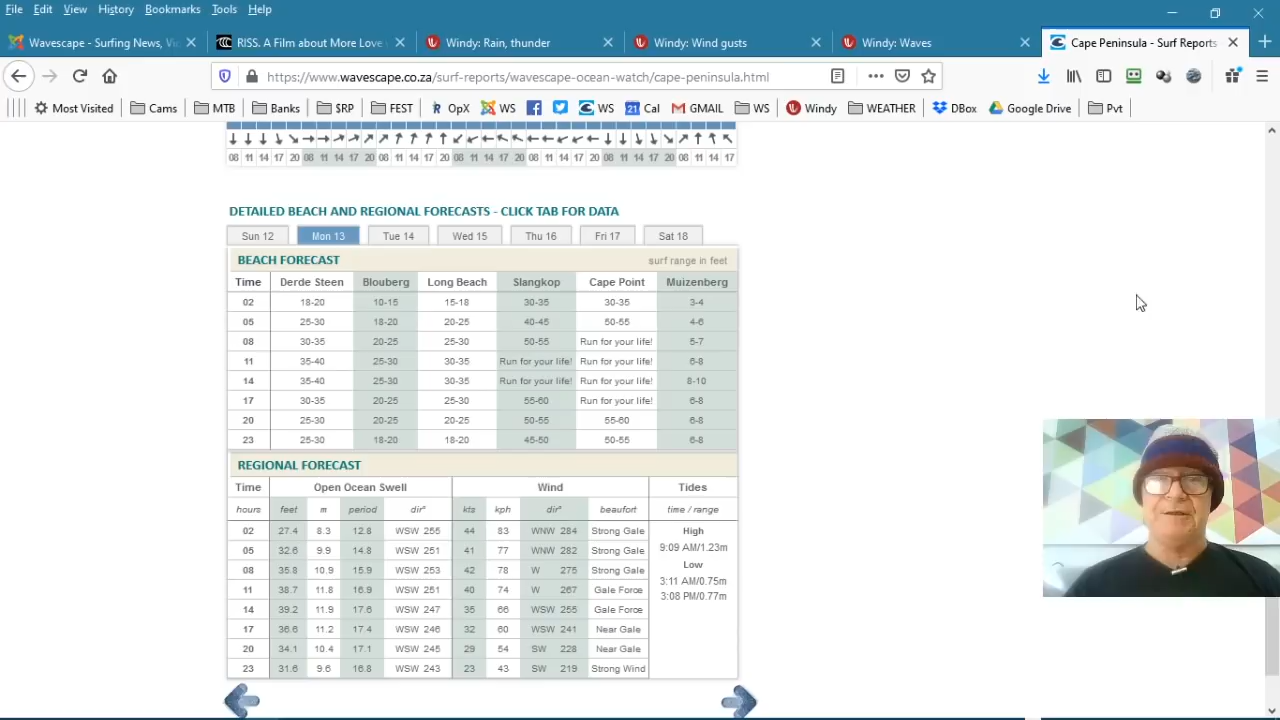 File Edit View History Bookmarks Tools Help
Wavescape - Surfing News, Vi RISS. A Film about More Love Windy: Rain, thunder Windy: Wind gusts Windy: Waves Cape Peninsula - Surf Reports
https://www.wavescape.co.za/surf-reports/wavescape-ocean-watch/cape-peninsula.html
Most Visited Cams MTB Banks $RP FEST OpX WS WS 21 Cal GMAIL WS Windy WEATHER DBox Google Drive Pvt
08 11 14 17 20 08 11 14 17 20 08 11 14 17 20 08 11 14 17 20 08 11 14 17 20 08 11 14 17 20 08 11 14 17
DETAILED BEACH AND REGIONAL FORECASTS - CLICK TAB FOR DATA
Sun 12 Mon 13 Tue 14 Wed 15 Thu 16 Fri 17 Sat 18
BEACH FORECAST surf range in feet
Time Derde Steen Blouberg Long Beach Slangkop Cape Point Muizenberg
02 18-20 10-15 15-18 30-35 30-35 3-4
05 25-30 18-20 20-25 40-45 50-55 4-6
08 30-35 20-25 25-30 50-55 Run for your life! 5-7
11 35-40 25-30 30-35 Run for your life! Run for your life! 6-8
14 35-40 25-30 30-35 Run for your life! Run for your life! 8-10
17 30-35 20-25 25-30 55-60 Run for your life! 6-8
20 25-30 20-25 20-25 50-55 55-60 6-8
23 25-30 18-20 18-20 45-50 50-55 6-8
REGIONAL FORECAST
Time Open Ocean Swell Wind Tides
hours feet m period dir° kts kph dir° beaufort time / range
02 27.4 8.3 12.8 WSW 255 44 83 WNW 284 Strong Gale High
05 32.6 9.9 14.8 WSW 251 41 77 WNW 282 Strong Gale 9:09 AM/1.23m
08 35.8 10.9 15.9 WSW 253 42 78 W 275 Strong Gale Low
11 38.7 11.8 16.9 WSW 251 40 74 W 267 Gale Force 3:11 AM/0.75m
14 39.2 11.9 17.6 WSW 247 35 66 WSW 255 Gale Force 3:08 PM/0.77m
17 36.6 11.2 17.4 WSW 246 32 60 WSW 241 Near Gale
20 34.1 10.4 17.1 WSW 245 29 54 SW 228 Near Gale
23 31.6 9.6 16.8 WSW 243 23 43 SW 219 Strong Wind